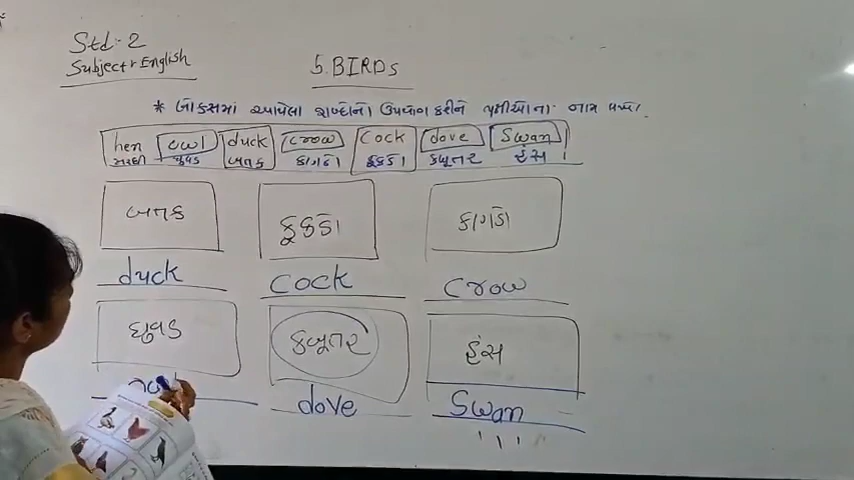 Std:-2
Subject:English
5. BIRDS
* બોક્સમાં આપેલા શબ્દોનો ઉપયોગ કરીને પક્ષીઓના નામ લખો.
hen owl duck crow cock dove swan
મરઘી ઘુવડ બતક કાગડો કૂકડો કબૂતર હંસ
બતક કૂકડો કાગડો
duck cock crow
ઘુવડ કબૂતર હંસ
dove swan